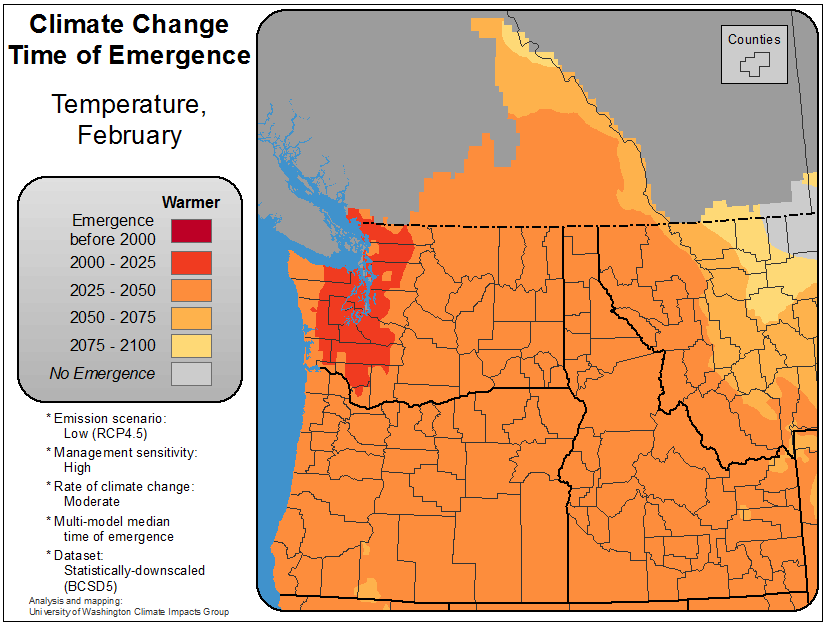 Climate Change
Time of Emergence
Temperature,
February
Warmer
Emergence
before 2000
2000 - 2025
2025 - 2050
2050 - 2075
2075 - 2100
No Emergence
* Emission scenario:
Low (RCP4.5)
* Management sensitivity:
High
* Rate of climate change:
Moderate
* Multi-model median
time of emergence
* Dataset:
Statistically-downscaled
(BCSD5)
Analysis and mapping:
University of Washington Climate Impacts Group
Counties